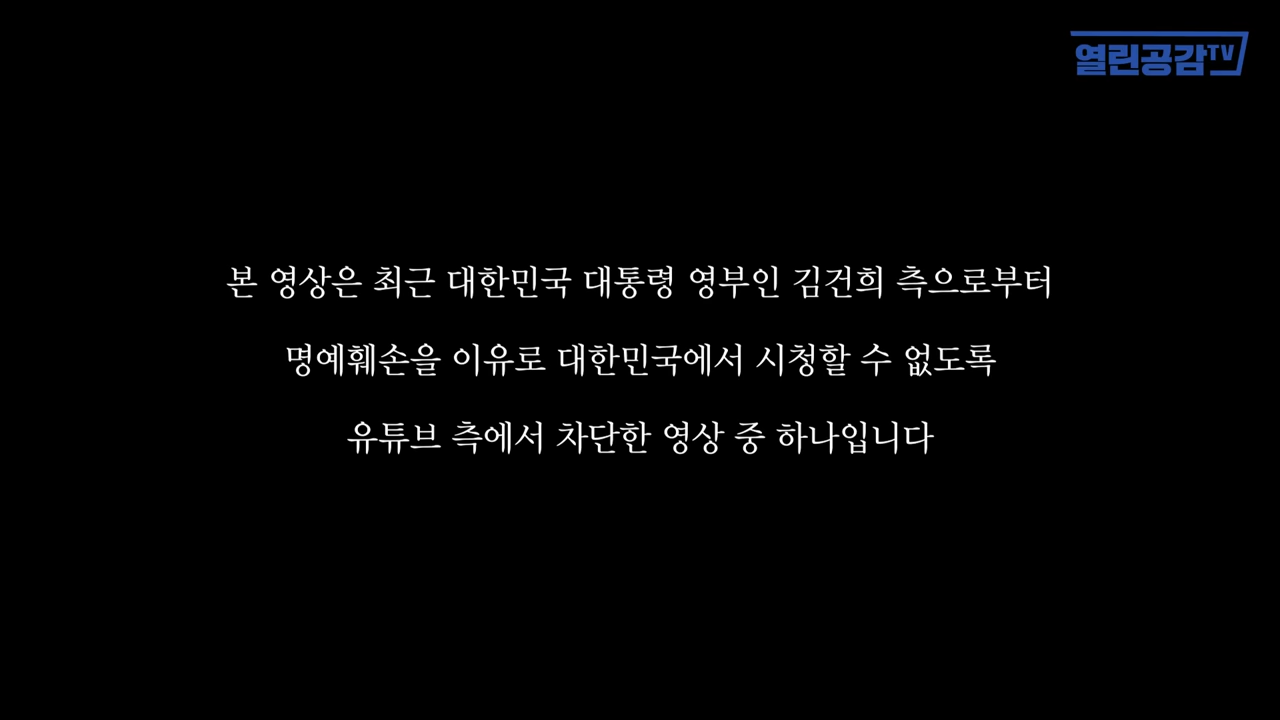 열린공감TV
본 영상은 최근 대한민국 대통령 영부인 김건희 측으로부터
명예훼손을 이유로 대한민국에서 시청할 수 없도록
유튜브 측에서 차단한 영상 중 하나입니다